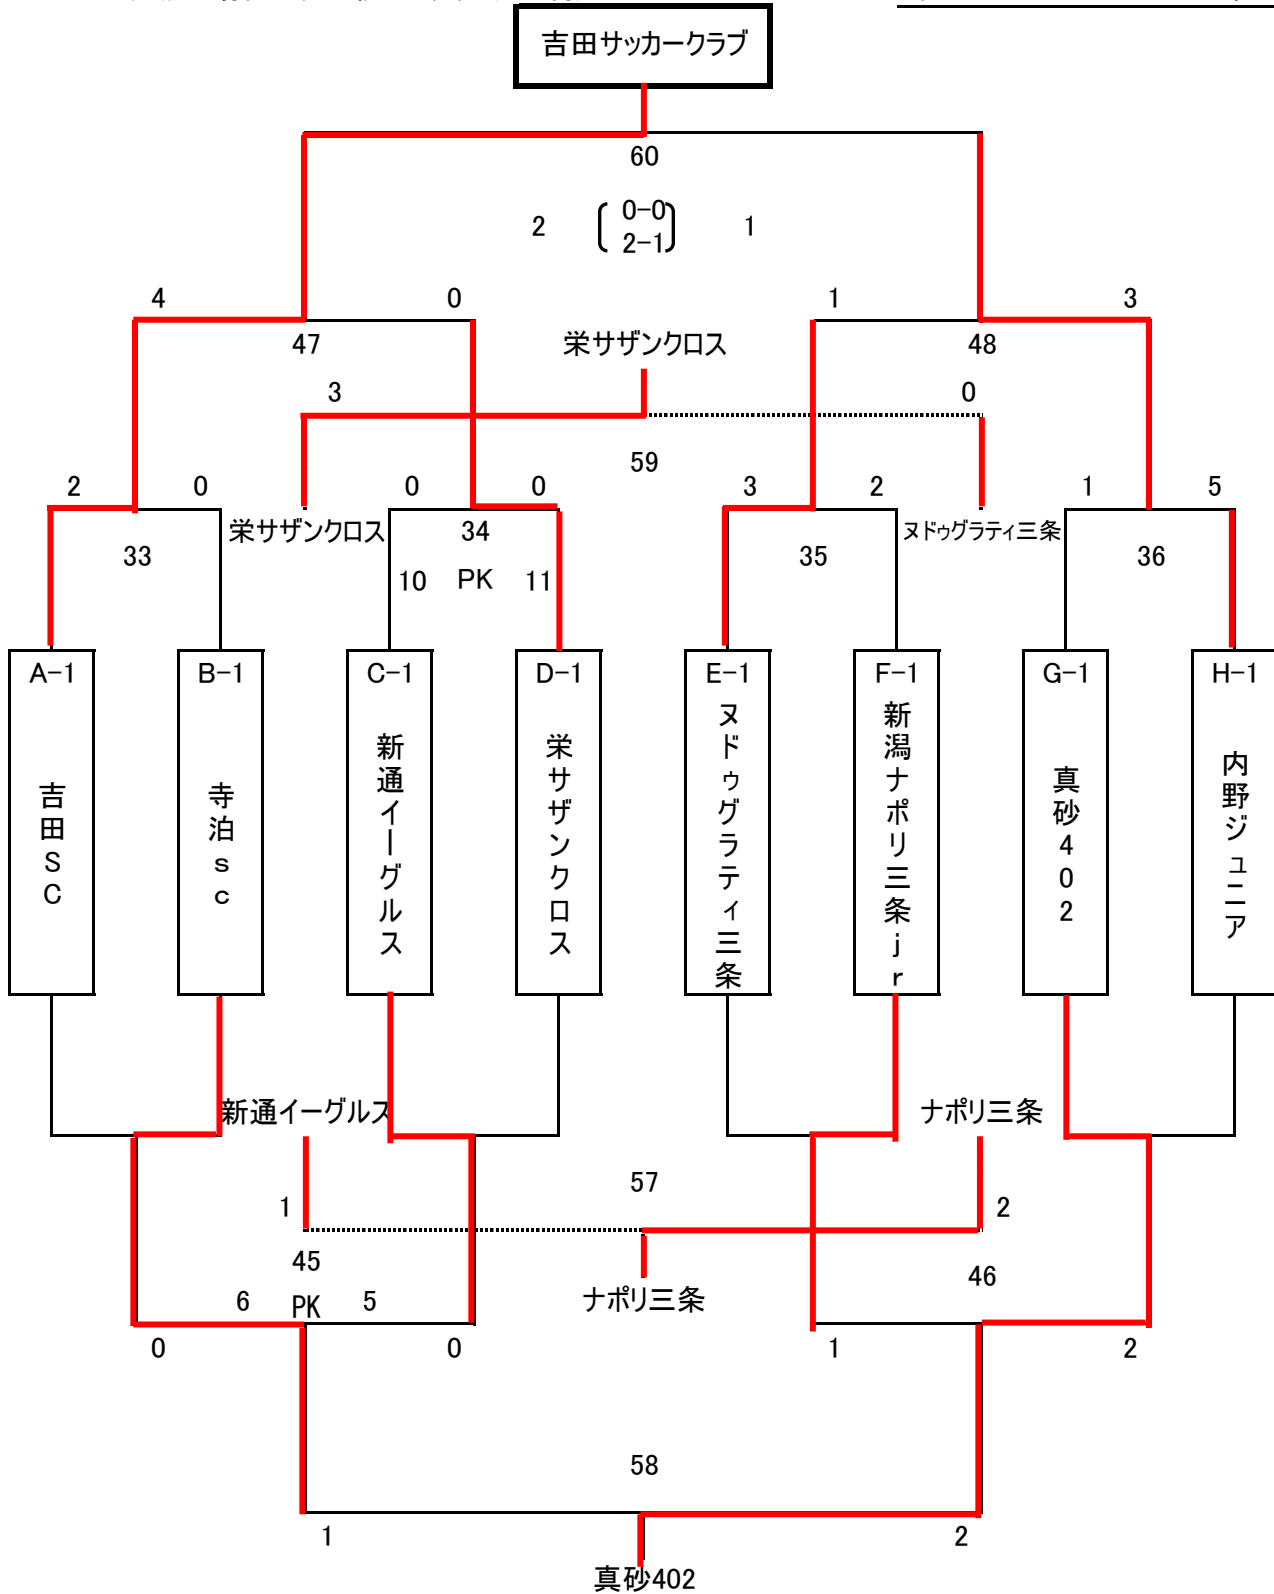 吉田サッカークラブ
60
2 0-0 1
2-1
4 0 1 3
47 栄サザンクロス 48
3 0
59
2 0 0 0 3 2 1 5
栄サザンクロス 34 ヌドゥグラティ三条
33 35 36
10 PK 11
A-1 B-1 C-1 D-1 E-1 F-1 G-1 H-1
吉田SC
寺泊sc
新通イーグルス
栄サザンクロス
ヌドゥグラティ三条
新潟ナポリ三条jr
真砂402
内野ジュニア
新通イーグルス ナポリ三条
57
1 2
45 46
6 PK 5 ナポリ三条
0 0 1 2
58
1 2
真砂402